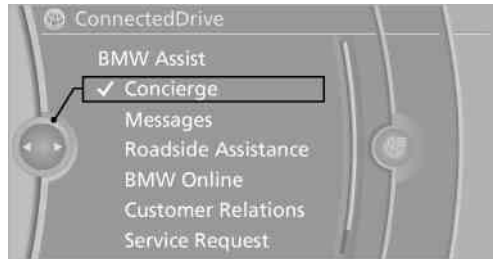 ConnectedDrive
BMW Assist
Concierge
Messages
Roadside Assistance
BMW Online
Customer Relations
Service Request